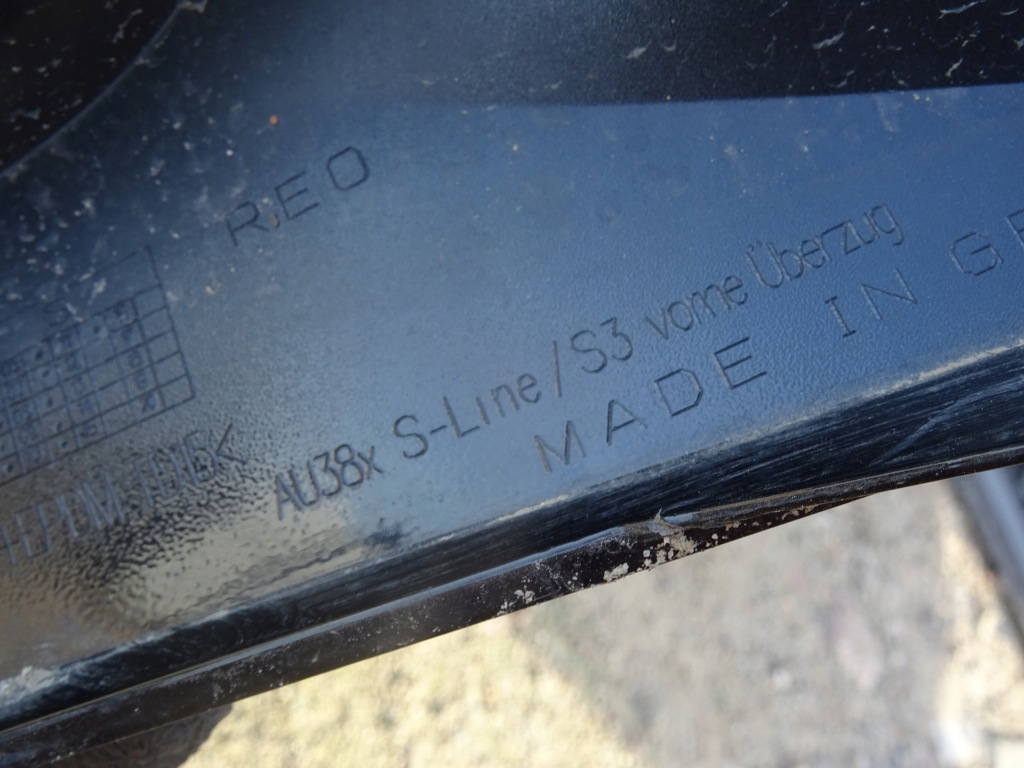 REO
AU38x S-Line/S3 vorne Überzug
MADE IN GE